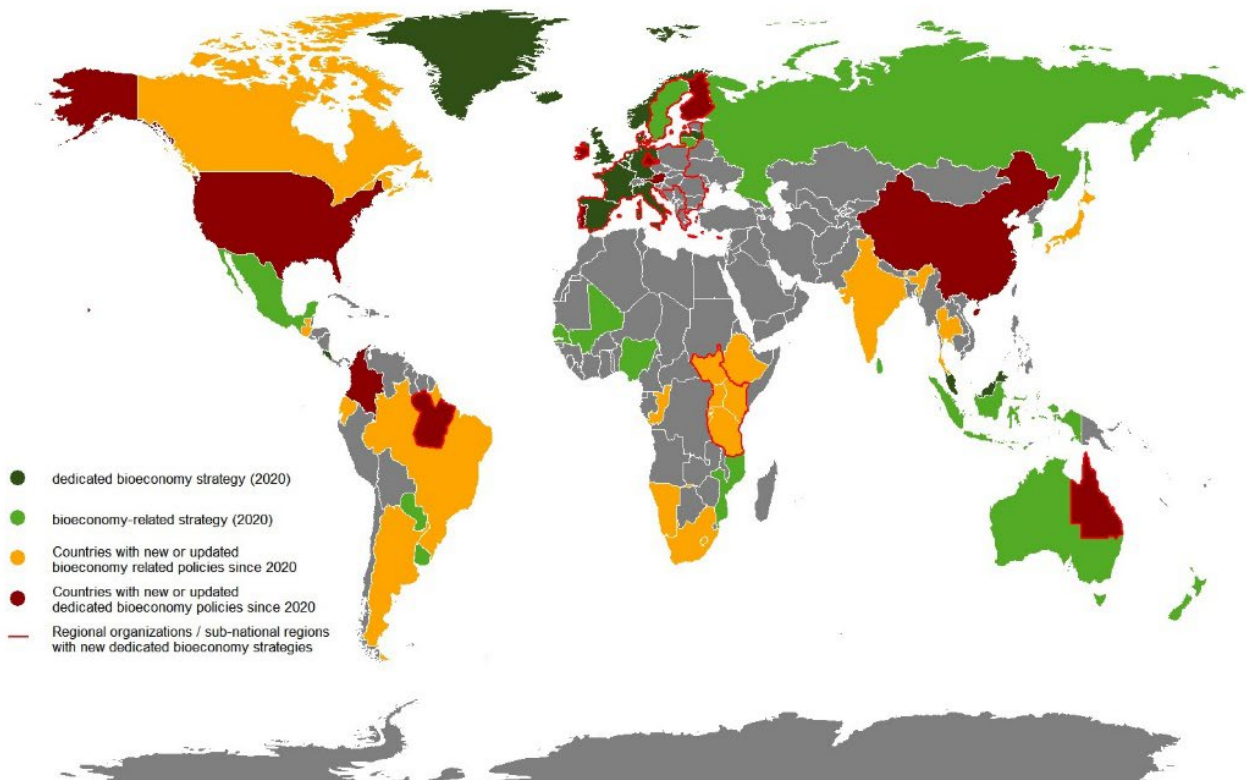 dedicated bioeconomy strategy (2020)
bioeconomy-related strategy (2020)
Countries with new or updated
bioeconomy related policies since 2020
Countries with new or updated
dedicated bioeconomy policies since 2020
Regional organizations / sub-national regions
with new dedicated bioeconomy strategies